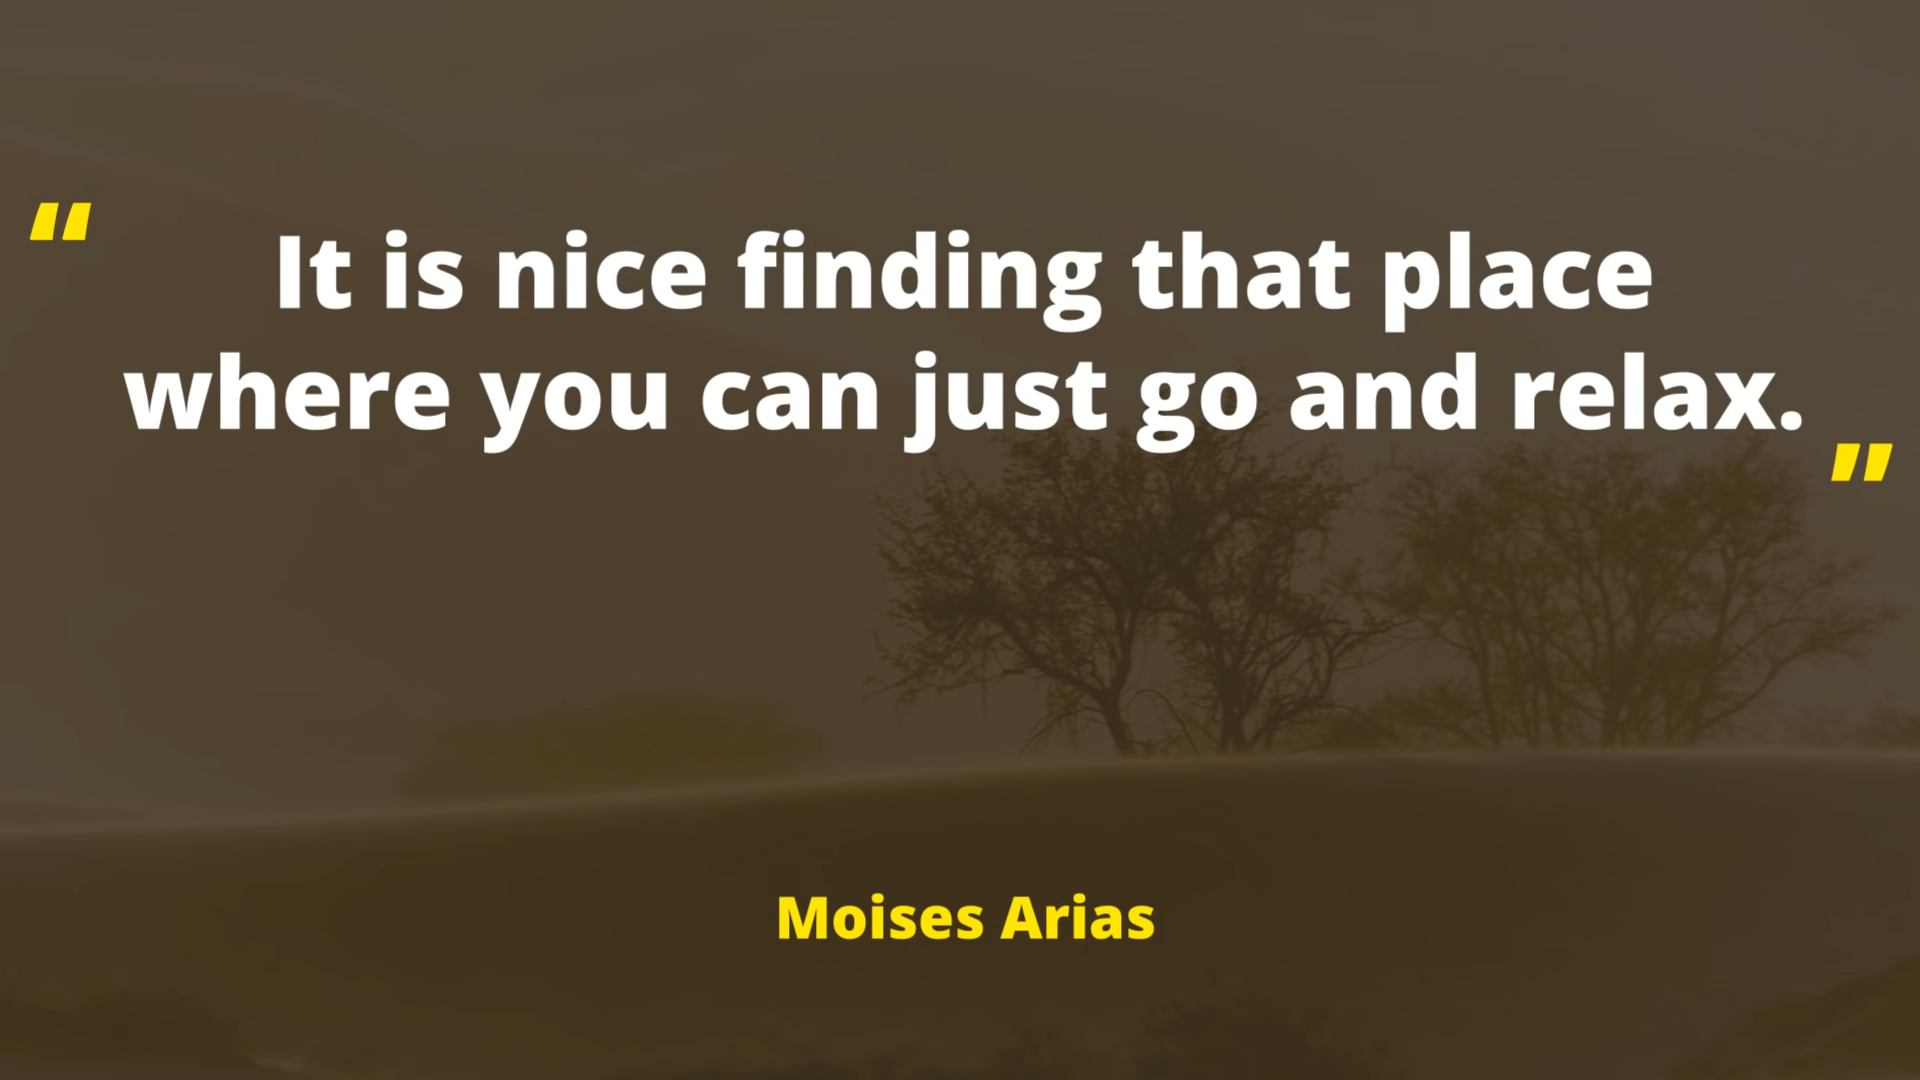 “
It is nice finding that place
where you can just go and relax.
”
Moises Arias